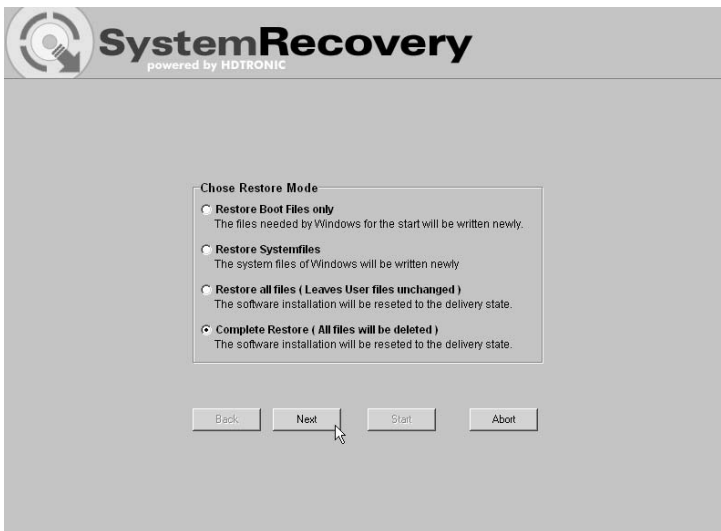 SystemRecovery
powered by HDTRONIC
Chose Restore Mode
Restore Boot Files only
The files needed by Windows for the start will be written newly.
Restore Systemfiles
The system files of Windows will be written newly
Restore all files ( Leaves User files unchanged )
The software installation will be reseted to the delivery state.
Complete Restore ( All files will be deleted )
The software installation will be reseted to the delivery state.
Back Next Start Abort